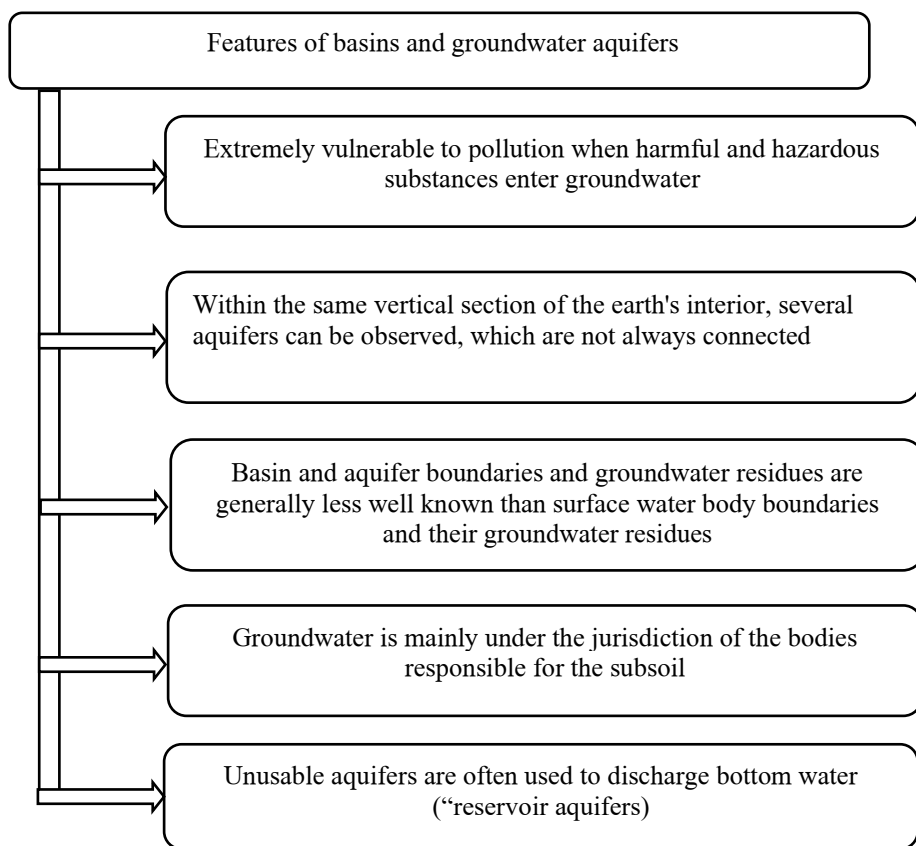 Features of basins and groundwater aquifers
Extremely vulnerable to pollution when harmful and hazardous
substances enter groundwater
Within the same vertical section of the earth's interior, several
aquifers can be observed, which are not always connected
Basin and aquifer boundaries and groundwater residues are
generally less well known than surface water body boundaries
and their groundwater residues
Groundwater is mainly under the jurisdiction of the bodies
responsible for the subsoil
Unusable aquifers are often used to discharge bottom water
(“reservoir aquifers)